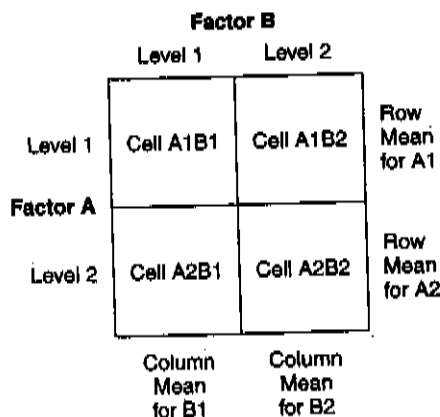 Factor B
Level 1 Level 2
Level 1 Cell A1B1 Cell A1B2 Row Mean for A1
Factor A
Level 2 Cell A2B1 Cell A2B2 Row Mean for A2
Column Mean for B1
Column Mean for B2